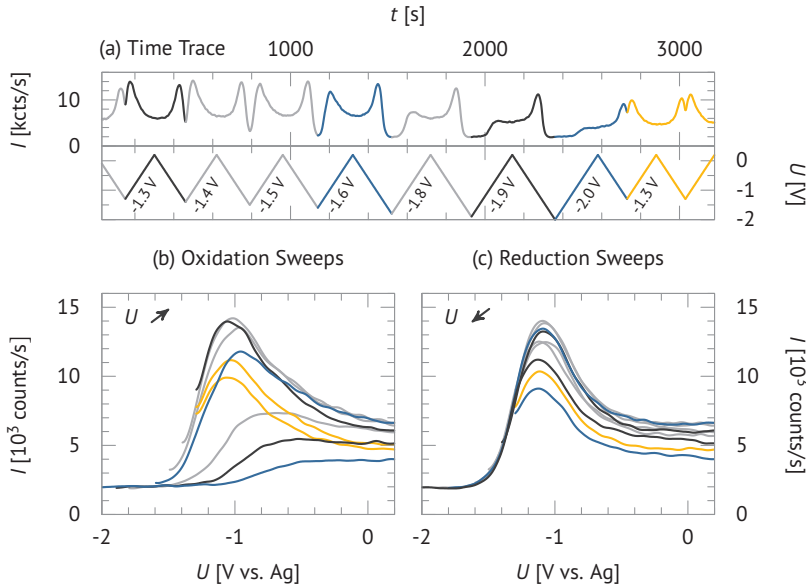 t [s]
(a) Time Trace 1000 2000 3000
I [kcts/s]
10
0
-1.3 V -1.4 V -1.5 V -1.6 V -1.8 V -1.9 V -2.0 V -1.3 V
0
-1
-2
U [V]
(b) Oxidation Sweeps (c) Reduction Sweeps
U U
15 15
10 10
5 5
0 0
I [10³ counts/s]
I [10³ counts/s]
-2 -1 0 -2 -1 0
U [V vs. Ag] U [V vs. Ag]